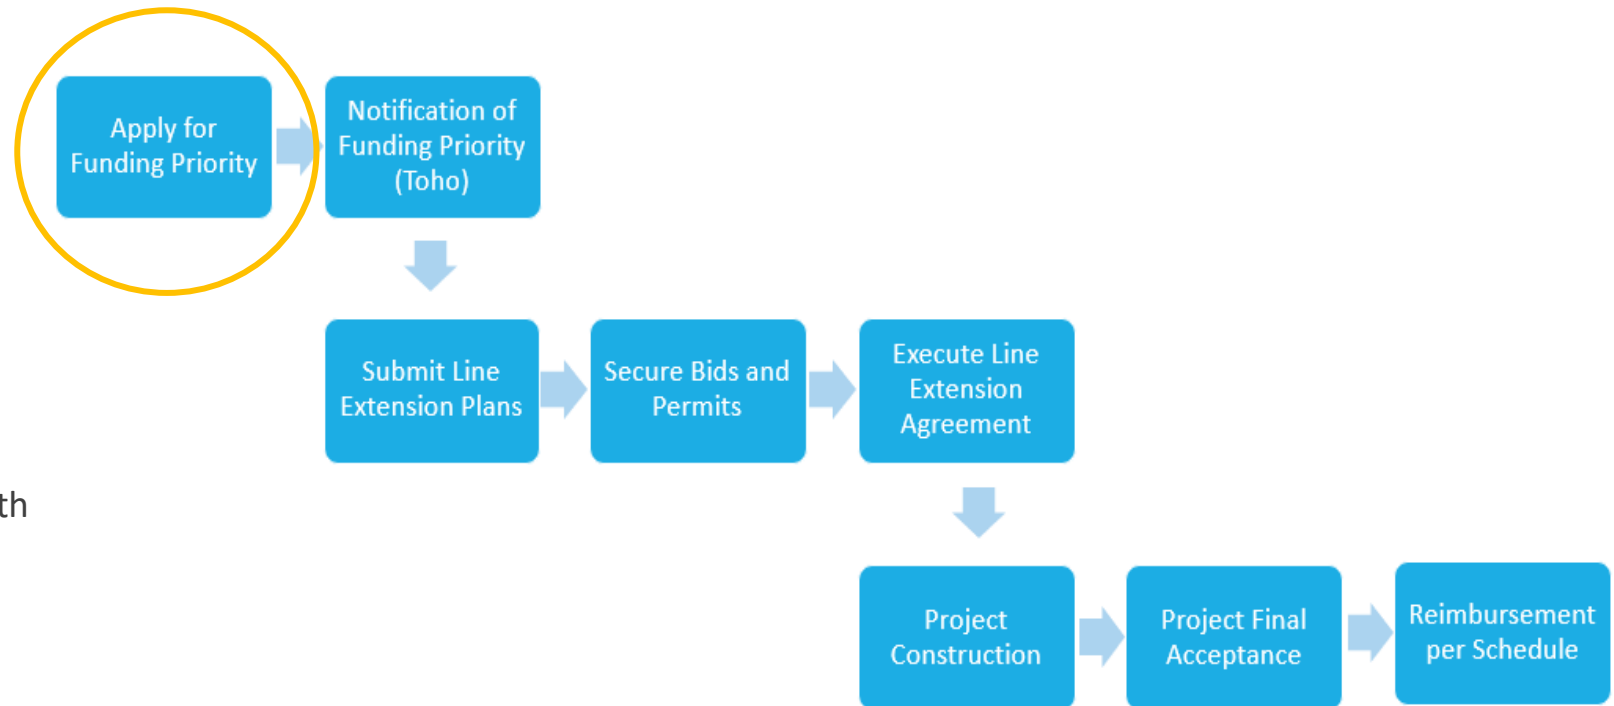 Apply for
Funding Priority
Notification of
Funding Priority
(Toho)
Submit Line
Extension Plans
Secure Bids and
Permits
Execute Line
Extension
Agreement
th
Project
Construction
Project Final
Acceptance
Reimbursement
per Schedule